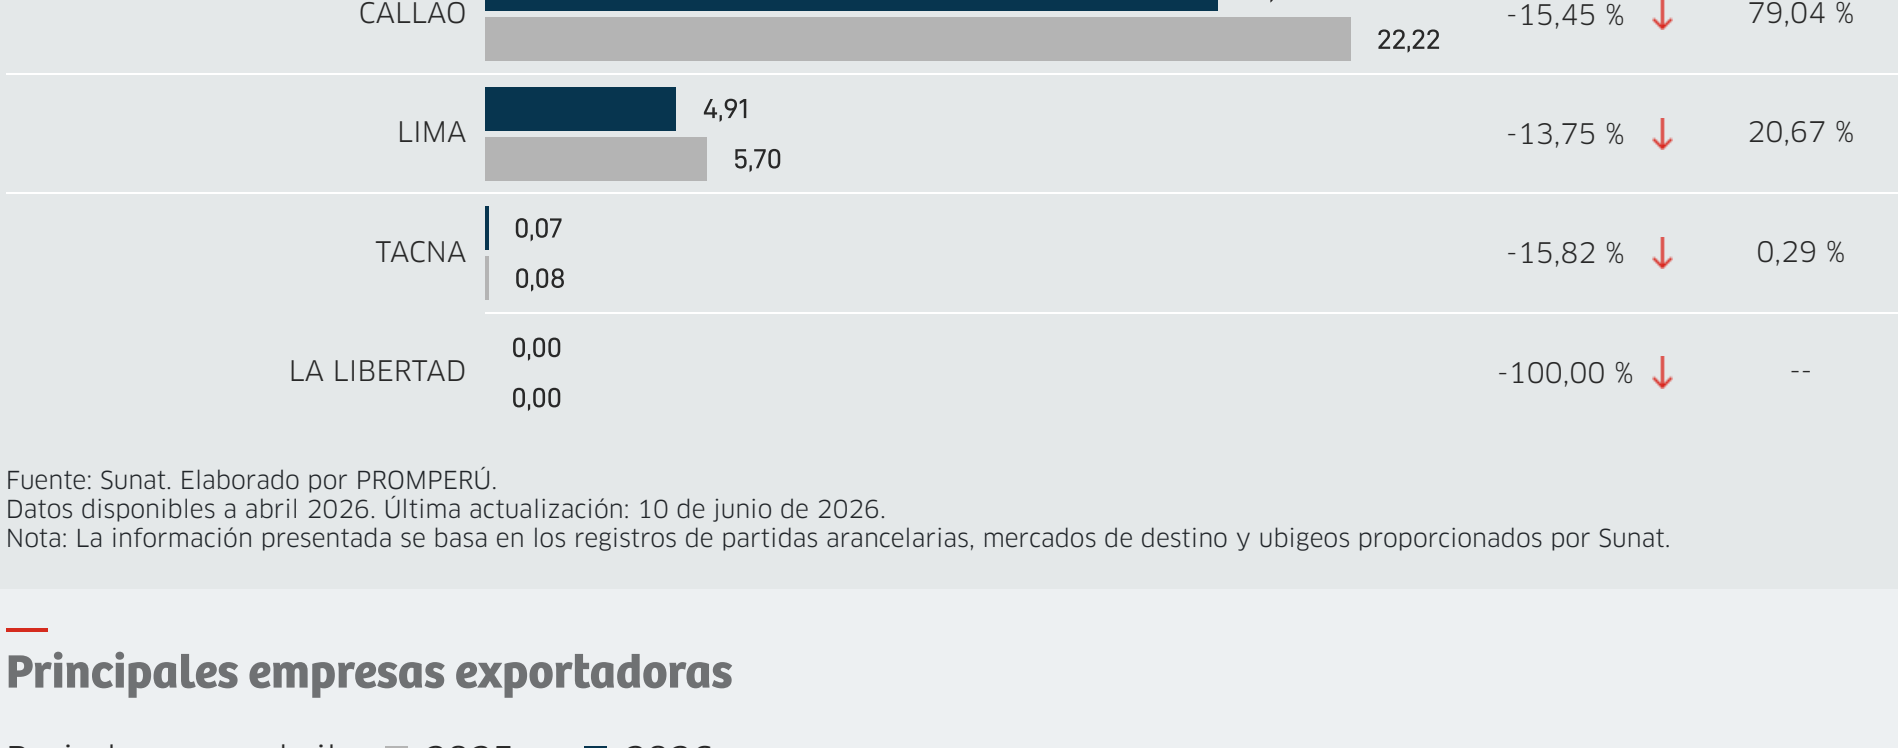 CALLAO
22,22
-15,45 % ↓ 79,04 %
LIMA
4,91
5,70
-13,75 % ↓ 20,67 %
TACNA
0,07
0,08
-15,82 % ↓ 0,29 %
LA LIBERTAD
0,00
0,00
-100,00 % ↓ --
Fuente: Sunat. Elaborado por PROMPERÚ.
Datos disponibles a abril 2026. Última actualización: 10 de junio de 2026.
Nota: La información presentada se basa en los registros de partidas arancelarias, mercados de destino y ubigeos proporcionados por Sunat.
Principales empresas exportadoras